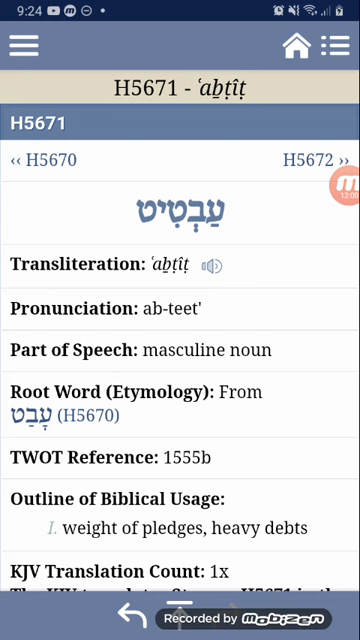 9:24
H5671 - ʿaḇṭîṭ
H5671
‹‹ H5670
H5672 ››
עַבְטִיט
12:00
Transliteration: ʿaḇṭîṭ
Pronunciation: ab-teet'
Part of Speech: masculine noun
Root Word (Etymology): From
עָבַט (H5670)
TWOT Reference: 1555b
Outline of Biblical Usage:
I. weight of pledges, heavy debts
KJV Translation Count: 1x
Recorded by mobizen